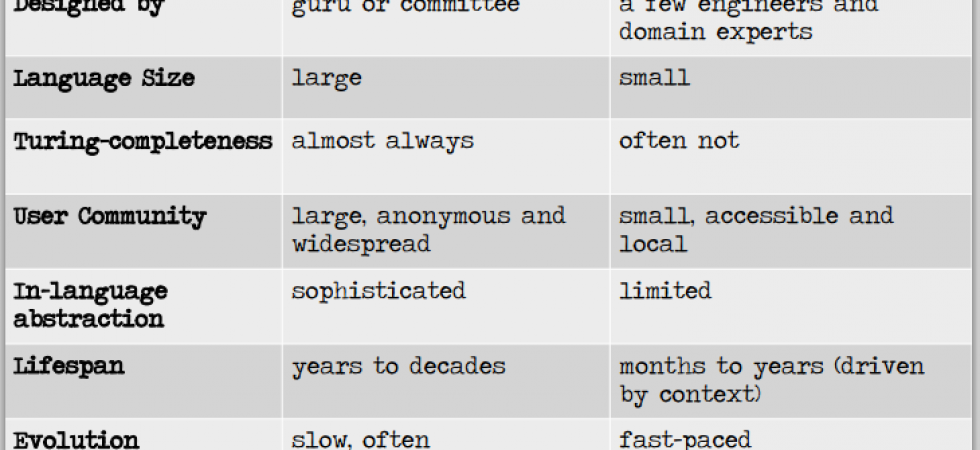 Designed by guru or committee a few engineers and
domain experts
Language Size large small
Turing-completeness almost always often not
User Community large, anonymous and small, accessible and
widespread local
In-language sophisticated limited
abstraction
Lifespan years to decades months to years (driven
by context)
Evolution slow, often fast-paced